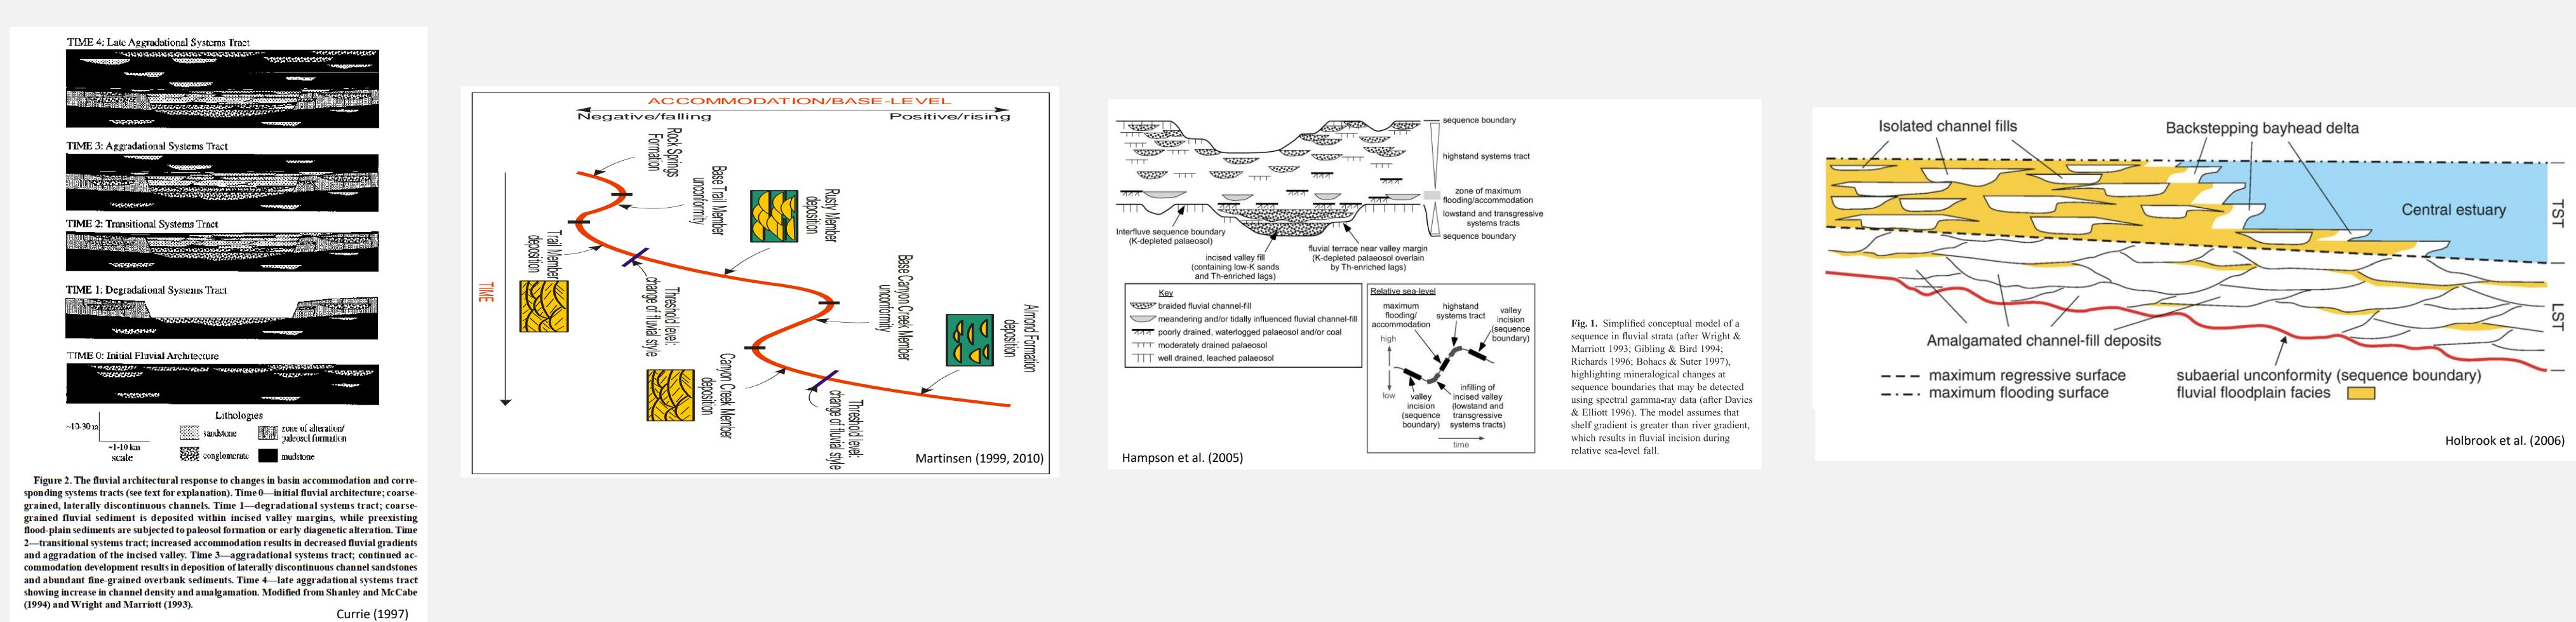 TIME 4: Late Aggradational Systems Tract
TIME 3: Aggradational Systems Tract
TIME 2: Transitional Systems Tract
TIME 1: Degradational Systems Tract
TIME 0: Initial Fluvial Architecture
Lithologies
~10-30 m
~1-10 km
scale
sandstone
zone of alteration/
paleosol formation
conglomerate
mudstone
Figure 2. The fluvial architectural response to changes in basin accommodation and corre-
sponding systems tracts (see text for explanation). Time 0—initial fluvial architecture; coarse-
grained, laterally discontinuous channels. Time 1—degradational systems tract; coarse-
grained fluvial sediment is deposited within incised valley margins, while preexisting
flood-plain sediments are subjected to paleosol formation or early diagenetic alteration. Time
2—transitional systems tract; increased accommodation results in decreased fluvial gradients
and aggradation of the incised valley. Time 3—aggradational systems tract; continued ac-
commodation development results in deposition of laterally discontinuous channel sandstones
and abundant fine-grained overbank sediments. Time 4—late aggradational systems tract
showing increase in channel density and amalgamation. Modified from Shanley and McCabe
(1994) and Wright and Marriott (1993).
Currie (1997)
ACCOMMODATION/BASE-LEVEL
Negative/falling
Positive/rising
Rock Springs
Formation
Base Trail Member
unconformity
Rusty Member
deposition
Trail Member
deposition
Threshold level:
change of fluvial style
Base Canyon Creek Member
unconformity
Almond Formation
deposition
Canyon Creek Member
deposition
Threshold level:
change of fluvial style
TIME
Martinsen (1999, 2010)
sequence boundary
highstand systems tract
zone of maximum
flooding/accommodation
lowstand and transgressive
systems tracts
sequence boundary
Interfluve sequence boundary
(K-depleted palaeosol)
incised valley fill
(containing low-K sands
and Th-enriched lags)
fluvial terrace near valley margin
(K-depleted palaeosol overlain
by Th-enriched lags)
Key
braided fluvial channel-fill
meandering and/or tidally influenced fluvial channel-fill
poorly drained, waterlogged palaeosol and/or coal
moderately drained palaeosol
well drained, leached palaeosol
Relative sea-level
maximum
flooding/
accommodation
highstand
systems tract
valley
incision
(sequence
boundary)
high
low
valley
incision
(sequence
boundary)
infilling of
incised valley
(lowstand and
transgressive
systems tracts)
time
Hampson et al. (2005)
Fig. 1. Simplified conceptual model of a
sequence in fluvial strata (after Wright &
Marriott 1993; Gibling & Bird 1994;
Richards 1996; Bohacs & Suter 1997),
highlighting mineralogical changes at
sequence boundaries that may be detected
using spectral gamma-ray data (after Davies
& Elliott 1996). The model assumes that
shelf gradient is greater than river gradient,
which results in fluvial incision during
relative sea-level fall.
Isolated channel fills
Backstepping bayhead delta
Central estuary
TST
LST
Amalgamated channel-fill deposits
maximum regressive surface
maximum flooding surface
subaerial unconformity (sequence boundary)
fluvial floodplain facies
Holbrook et al. (2006)